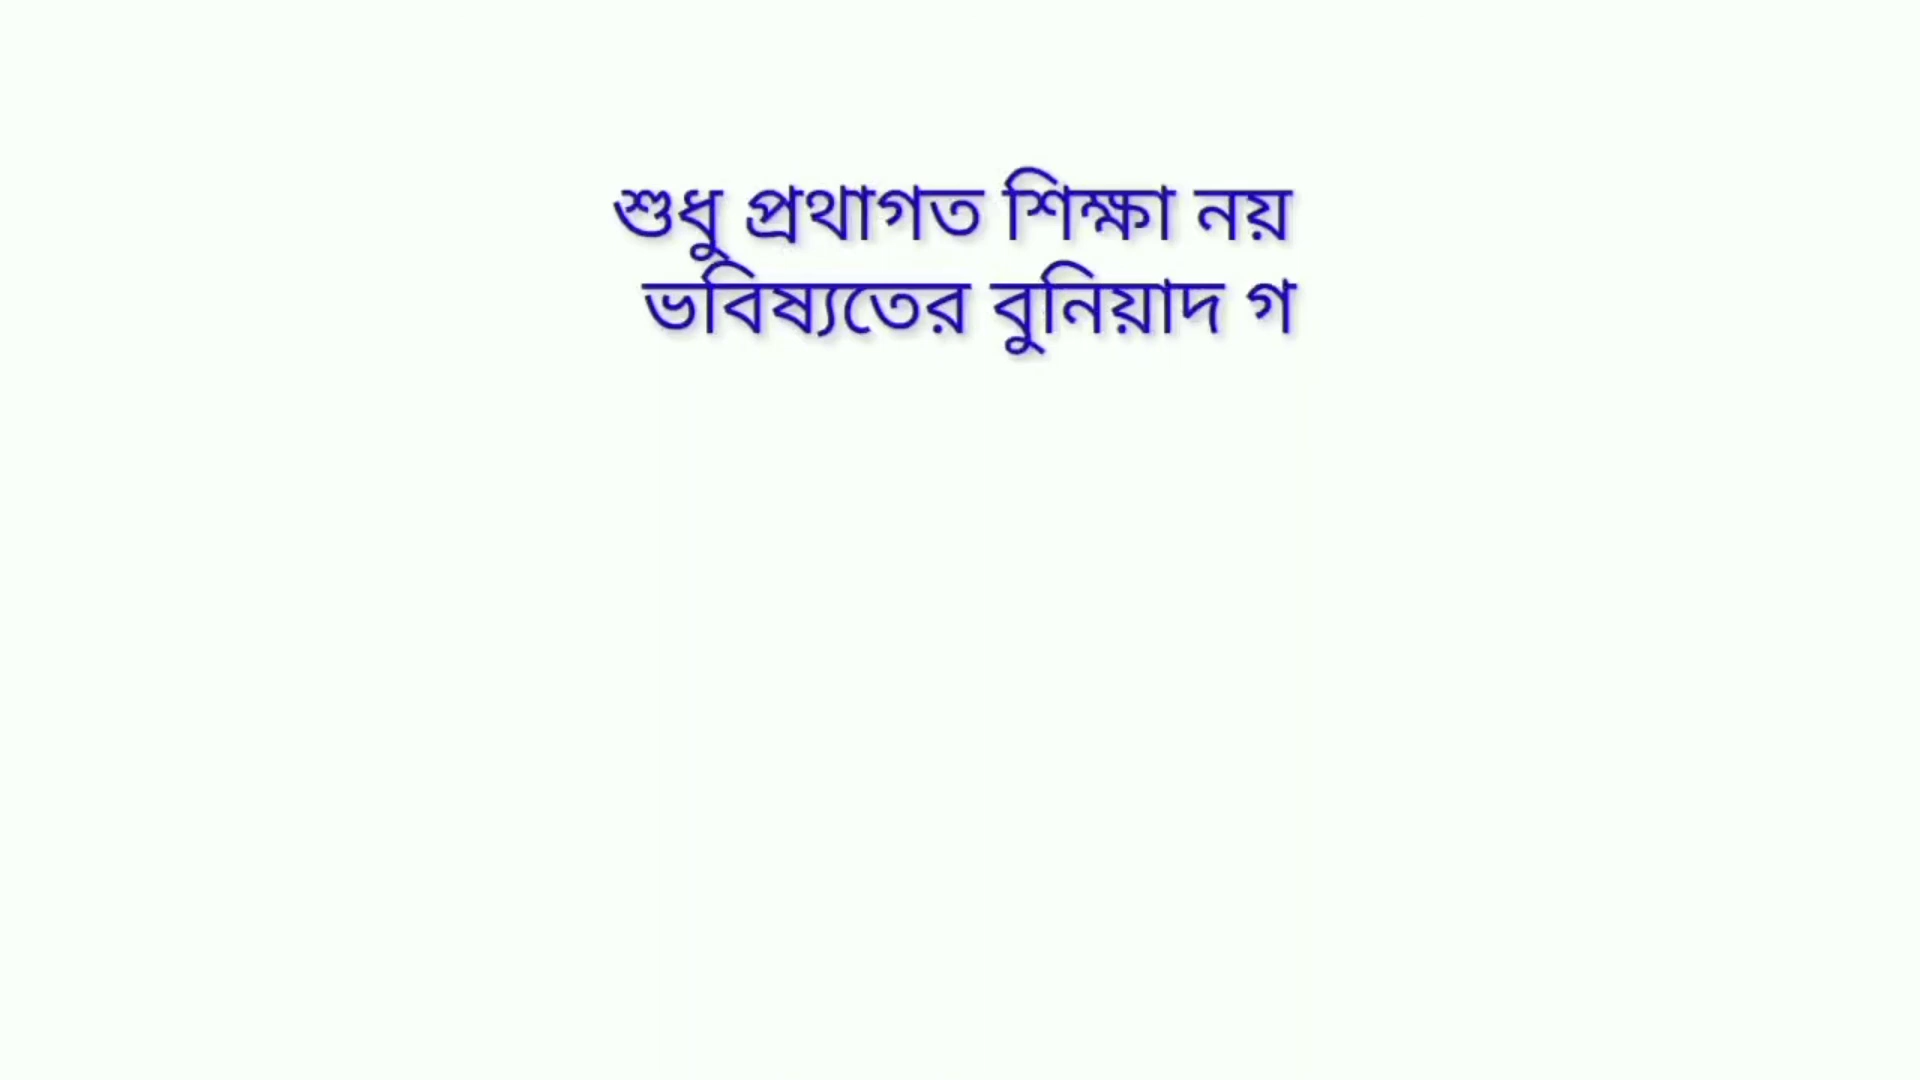 শুধু প্রথাগত শিক্ষা নয়
ভবিষ্যতের বুনিয়াদ গ